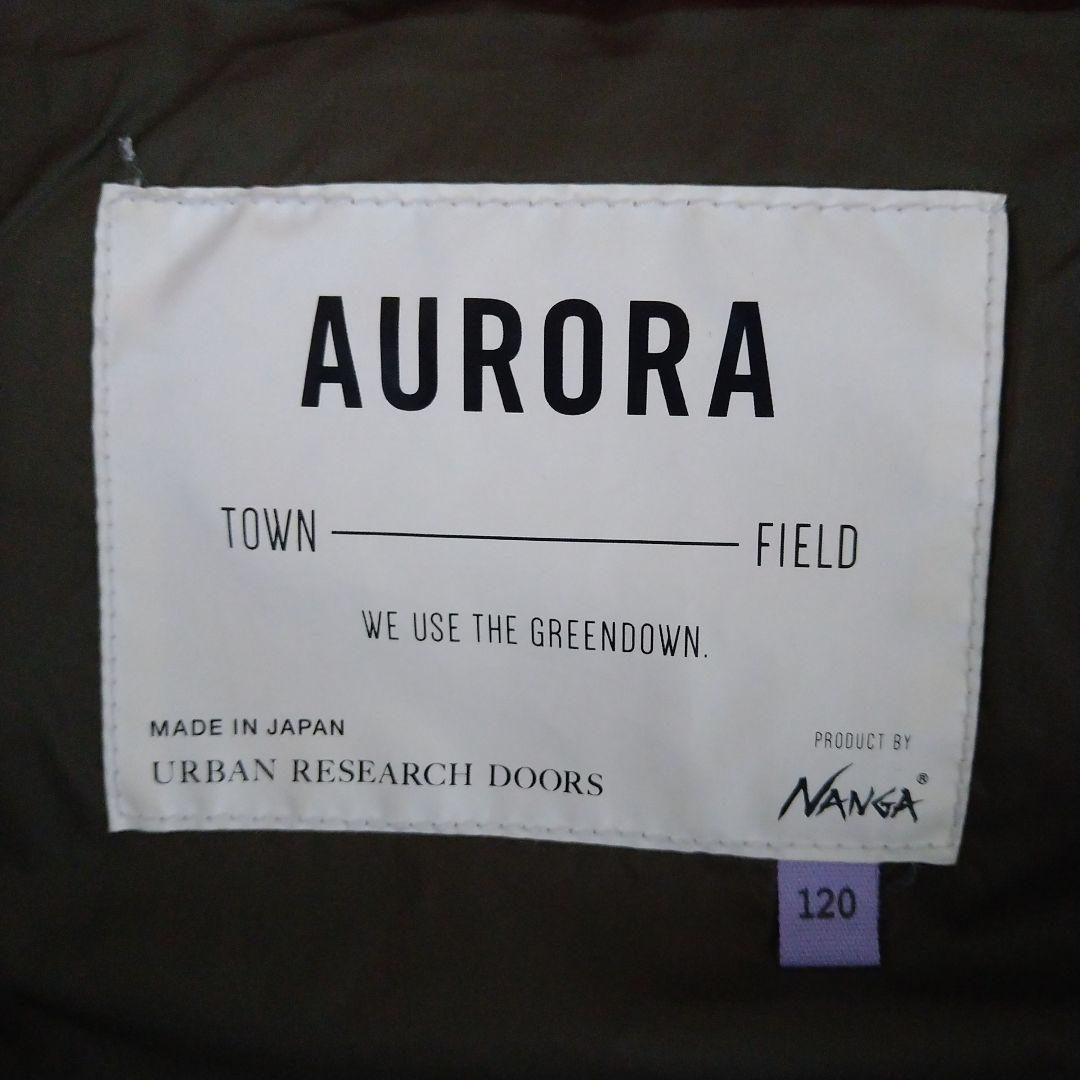 AURORA
TOWN FIELD
WE USE THE GREENDOWN.
MADE IN JAPAN
URBAN RESEARCH DOORS
PRODUCT BY
NANGA®
120